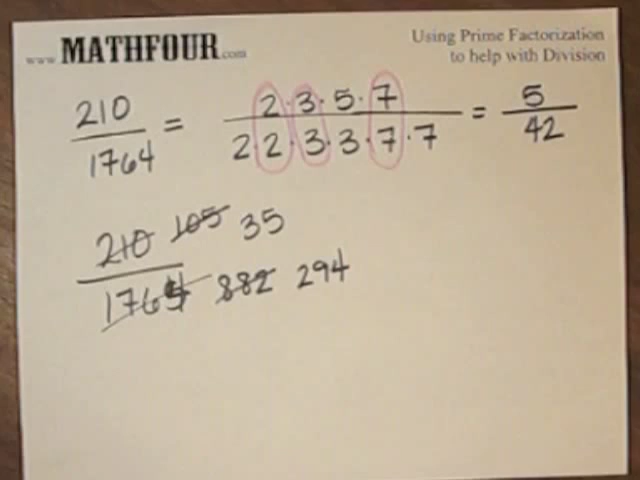 www.MATHFOUR.com
Using Prime Factorization
to help with Division
210 / 1764 = 2·3·5·7 / 2·2·3·3·7·7 = 5 / 42
210 105 35
1764 882 294